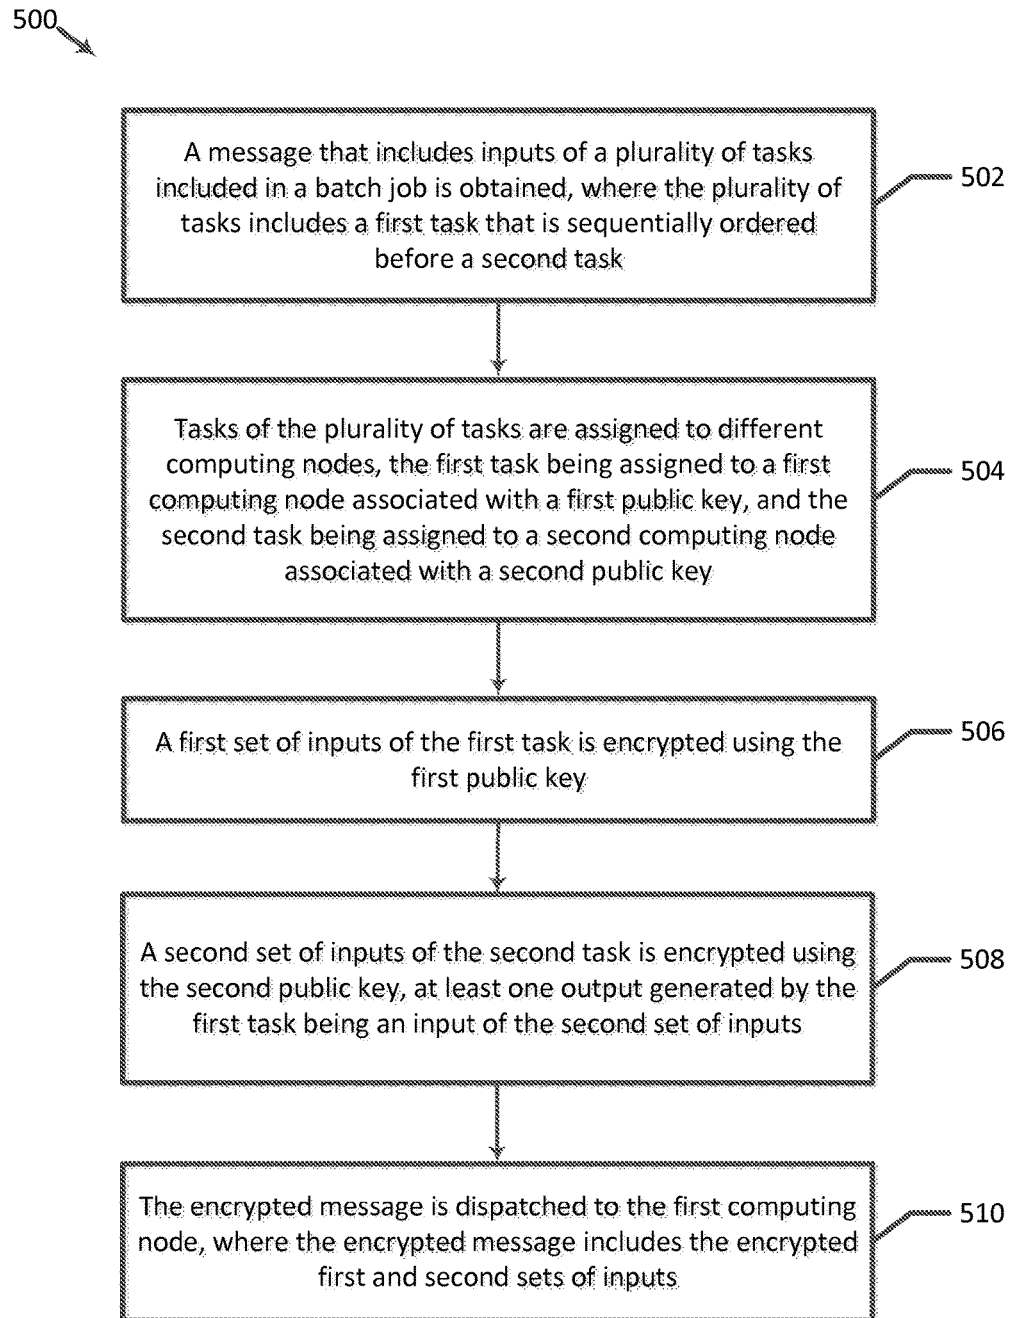 500
A message that includes inputs of a plurality of tasks
included in a batch job is obtained, where the plurality of
tasks includes a first task that is sequentially ordered
before a second task
502
Tasks of the plurality of tasks are assigned to different
computing nodes, the first task being assigned to a first
computing node associated with a first public key, and the
second task being assigned to a second computing node
associated with a second public key
504
A first set of inputs of the first task is encrypted using the
first public key
506
A second set of inputs of the second task is encrypted using
the second public key, at least one output generated by the
first task being an input of the second set of inputs
508
The encrypted message is dispatched to the first computing
node, where the encrypted message includes the encrypted
first and second sets of inputs
510